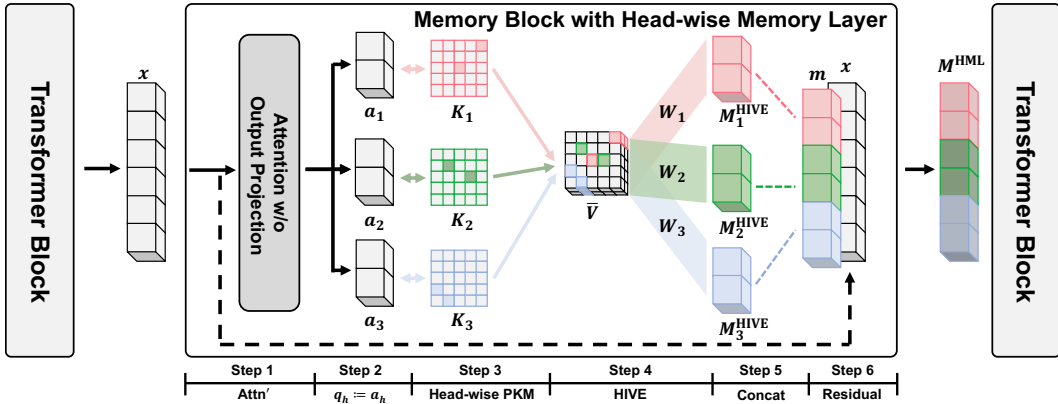 Memory Block with Head-wise Memory Layer
Transformer Block
x
Attention w/o
Output Projection
a₁
a₂
a₃
K₁
K₂
K₃
V̅
W₁
W₂
W₃
M₁ᴴᴵⱽᴱ
M₂ᴴᴵⱽᴱ
M₃ᴴᴵⱽᴱ
m
x
Mᴴᴹᴸ
Transformer Block
Step 1
Step 2
Step 3
Step 4
Step 5
Step 6
Attn′
qₕ ≔ aₕ
Head-wise PKM
HIVE
Concat
Residual